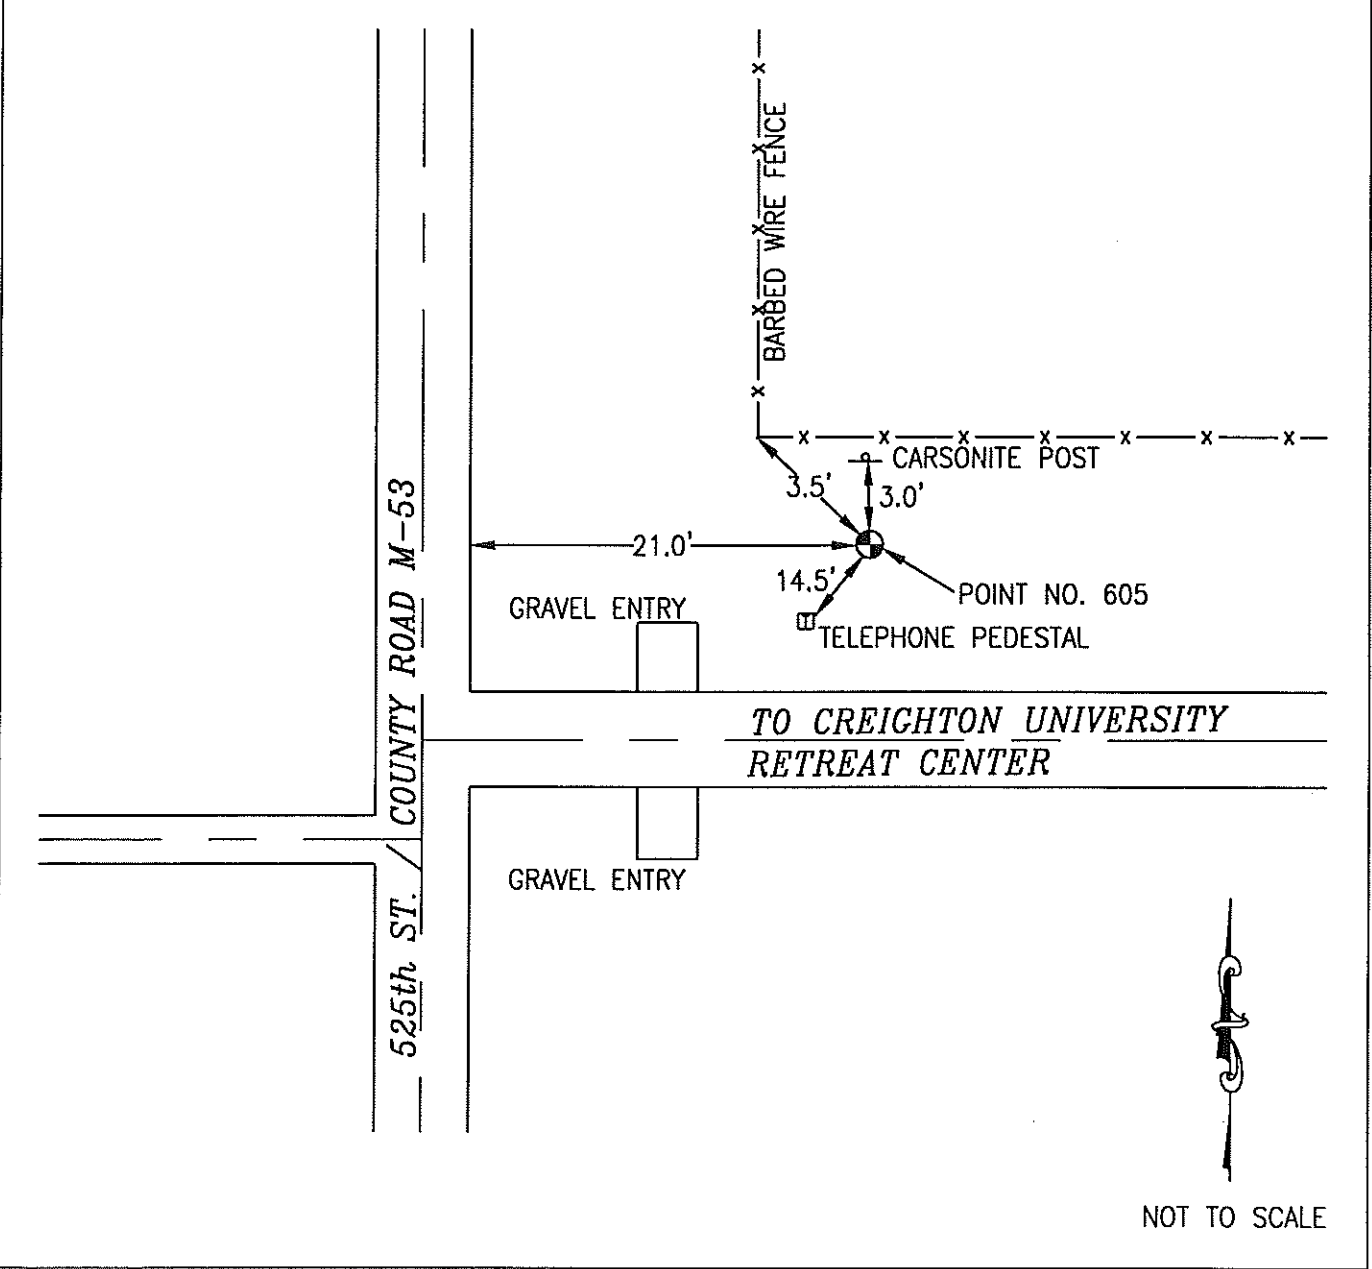 BARBED WIRE FENCE
CARSONITE POST
3.5'
3.0'
21.0'
14.5'
POINT NO. 605
GRAVEL ENTRY
T
TELEPHONE PEDESTAL
525th ST. / COUNTY ROAD M-53
TO CREIGHTON UNIVERSITY
RETREAT CENTER
GRAVEL ENTRY
NOT TO SCALE